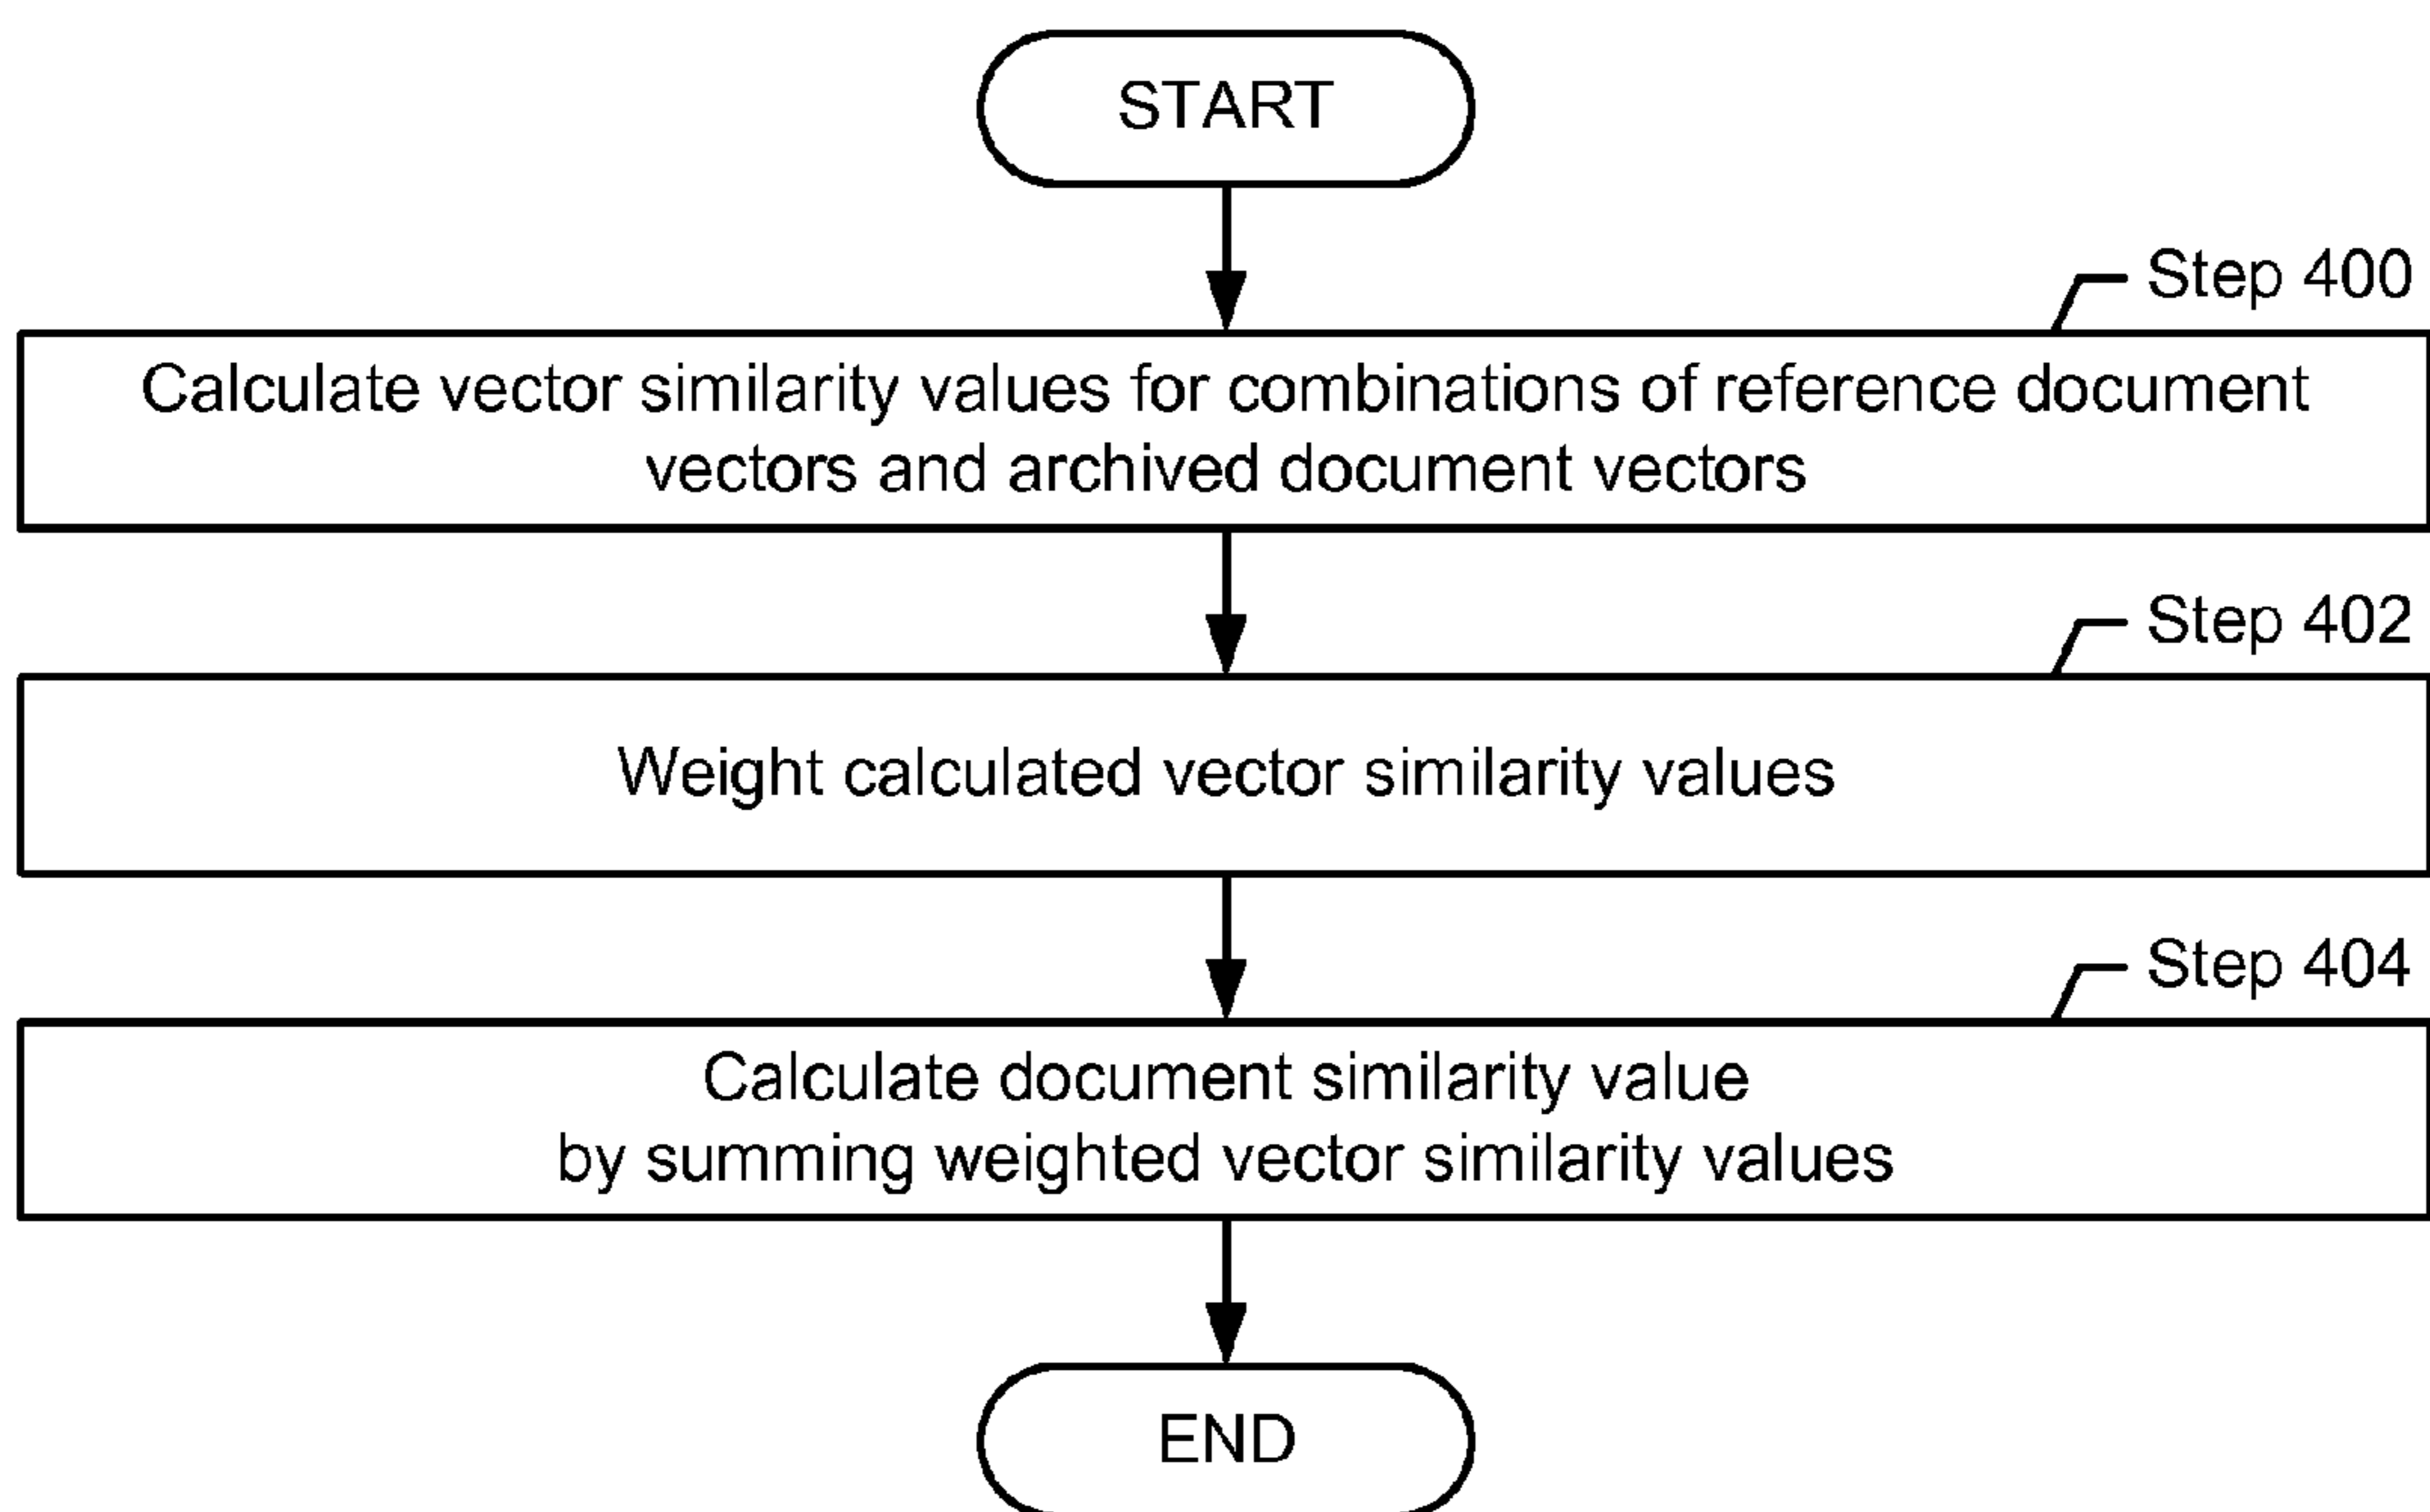 START
Step 400
Calculate vector similarity values for combinations of reference document
vectors and archived document vectors
Step 402
Weight calculated vector similarity values
Step 404
Calculate document similarity value
by summing weighted vector similarity values
END